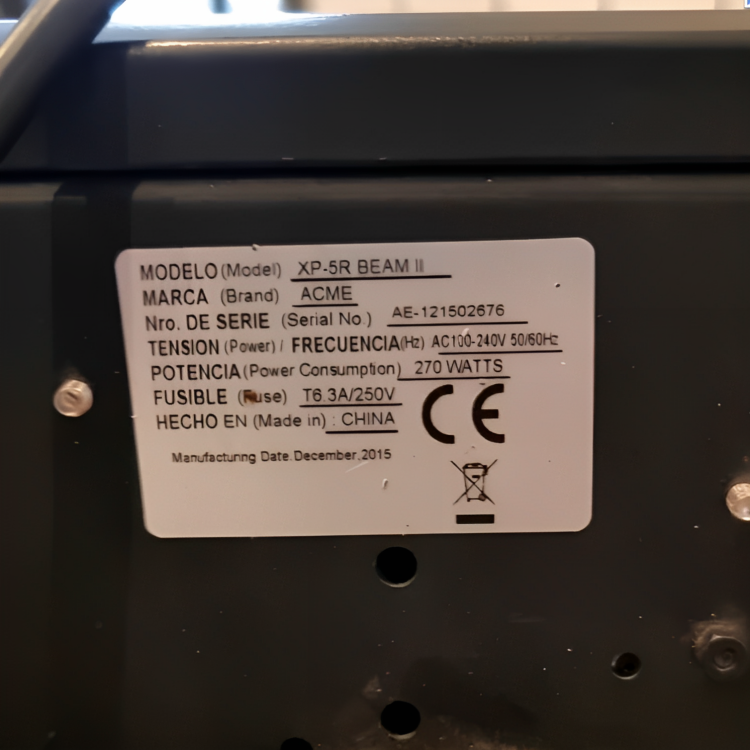 MODELO (Model) XP-5R BEAM II
MARCA (Brand) ACME
Nro. DE SERIE (Serial No.) AE-121502676
TENSION (Power) / FRECUENCIA (Hz) AC100-240V 50/60Hz
POTENCIA (Power Consumption) 270 WATTS
FUSIBLE (Fuse) T6.3A/250V
HECHO EN (Made in) : CHINA
CE
Manufacturing Date. December, 2015